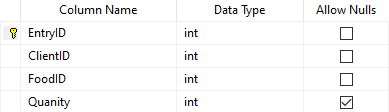 Column Name Data Type Allow Nulls
EntryID int
ClientID int
FoodID int
Quanity int